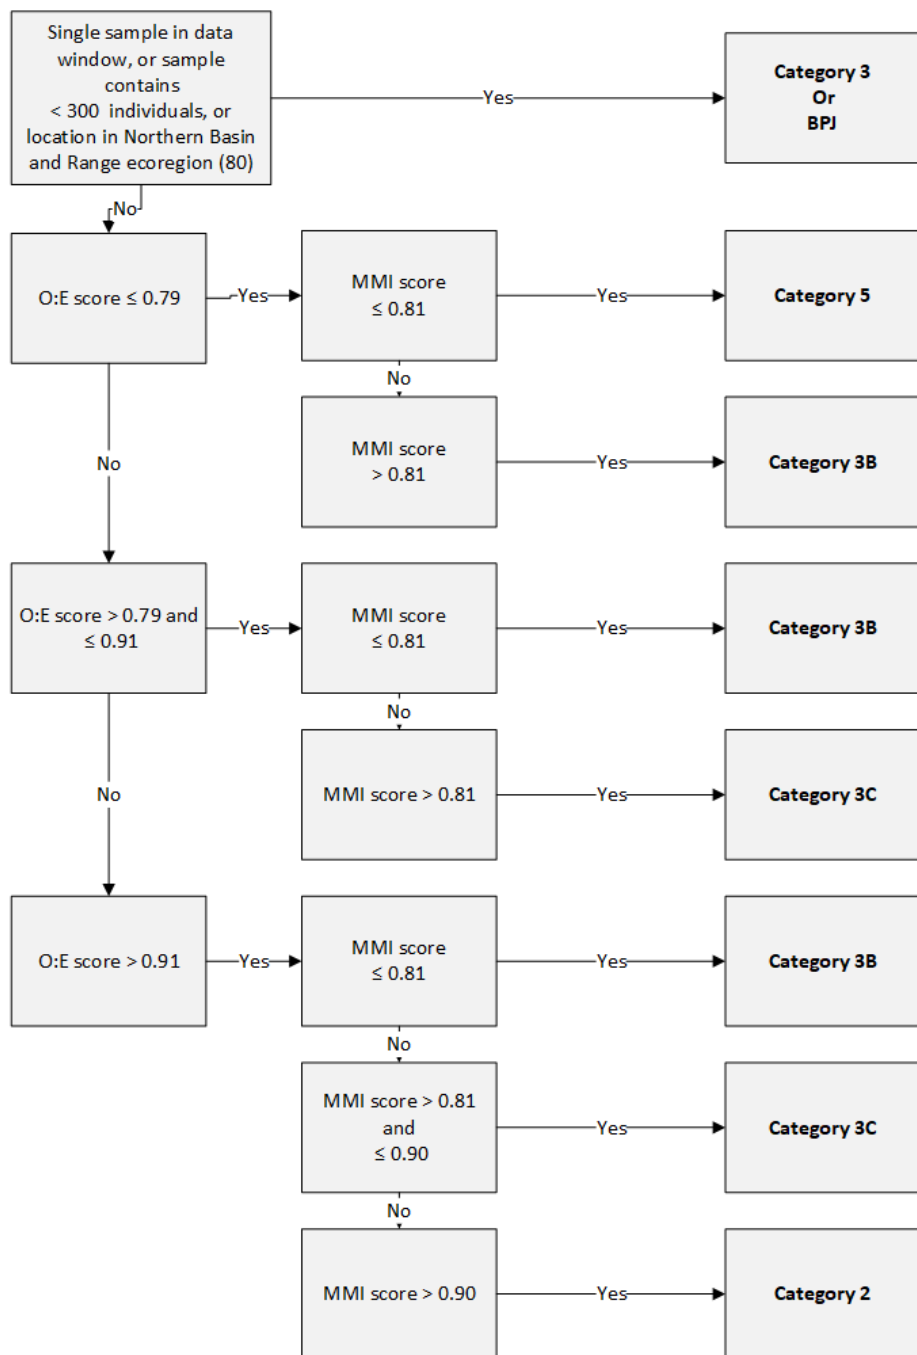 Single sample in data
window, or sample
contains
< 300 individuals, or
location in Northern Basin
and Range ecoregion (80)
Yes
Category 3
Or
BPJ
No
O:E score ≤ 0.79
Yes
MMI score
≤ 0.81
Yes
Category 5
No
MMI score
> 0.81
Yes
Category 3B
No
O:E score > 0.79 and
≤ 0.91
Yes
MMI score
≤ 0.81
Yes
Category 3B
No
MMI score > 0.81
Yes
Category 3C
No
O:E score > 0.91
Yes
MMI score
≤ 0.81
Yes
Category 3B
No
MMI score > 0.81
and
≤ 0.90
Yes
Category 3C
No
MMI score > 0.90
Yes
Category 2